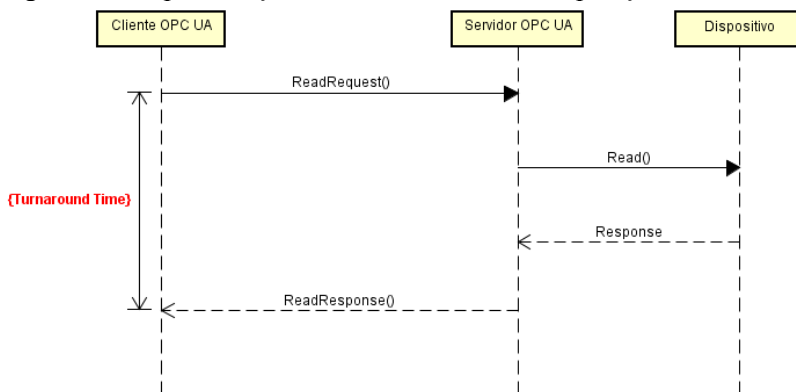 Cliente OPC UA
Servidor OPC UA
Dispositivo
ReadRequest()
Read()
{Turnaround Time}
Response
ReadResponse()